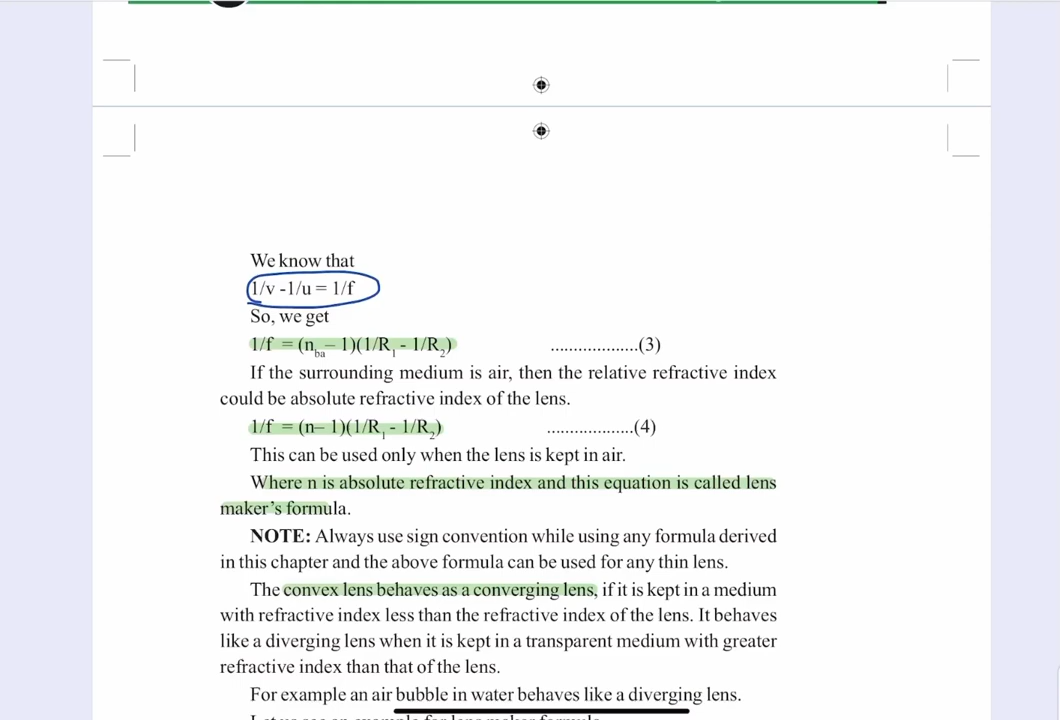 We know that
1/v -1/u = 1/f
So, we get
1/f = (n_ba – 1)(1/R_1 - 1/R_2) ...................(3)
If the surrounding medium is air, then the relative refractive index
could be absolute refractive index of the lens.
1/f = (n– 1)(1/R_1 - 1/R_2) ...................(4)
This can be used only when the lens is kept in air.
Where n is absolute refractive index and this equation is called lens
maker's formula.
NOTE: Always use sign convention while using any formula derived
in this chapter and the above formula can be used for any thin lens.
The convex lens behaves as a converging lens, if it is kept in a medium
with refractive index less than the refractive index of the lens. It behaves
like a diverging lens when it is kept in a transparent medium with greater
refractive index than that of the lens.
For example an air bubble in water behaves like a diverging lens.